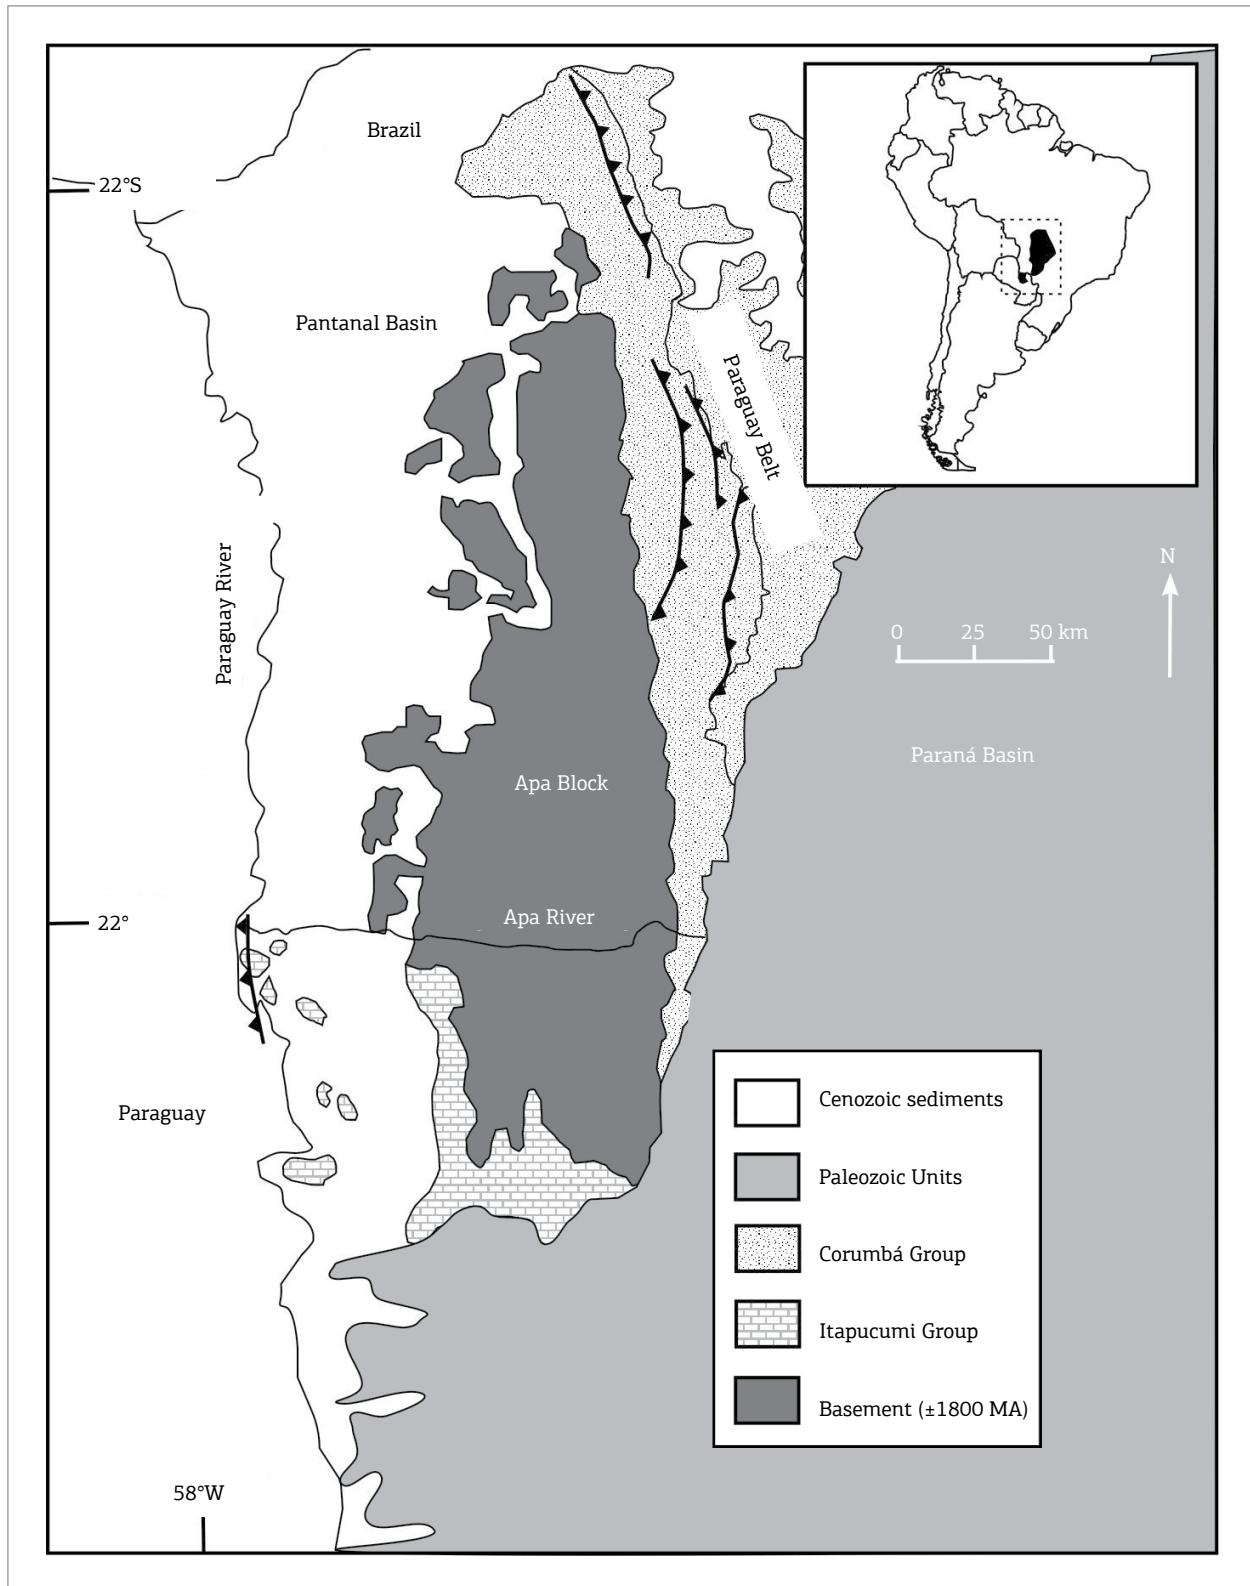 Brazil
22°S
Pantanal Basin
Paraguay Belt
Paraguay River
N
0 25 50 km
Paraná Basin
Apa Block
Apa River
22°
Paraguay
Cenozoic sediments
Paleozoic Units
Corumbá Group
Itapucumi Group
Basement (±1800 MA)
58°W